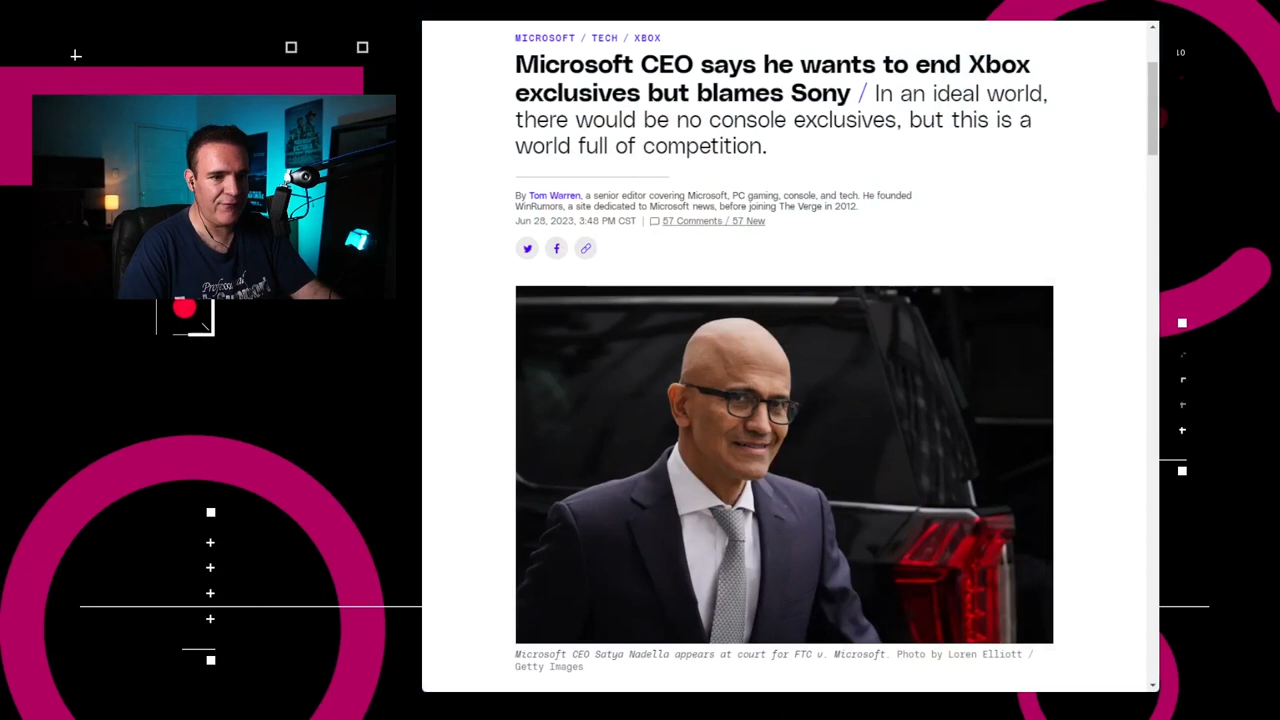 MICROSOFT / TECH / XBOX
Microsoft CEO says he wants to end Xbox
exclusives but blames Sony / In an ideal world,
there would be no console exclusives, but this is a
world full of competition.
By Tom Warren, a senior editor covering Microsoft, PC gaming, console, and tech. He founded
WinRumors, a site dedicated to Microsoft news, before joining The Verge in 2012.
Jun 28, 2023, 3:48 PM CST | 57 Comments / 57 New
Microsoft CEO Satya Nadella appears at court for FTC v. Microsoft. Photo by Loren Elliott /
Getty Images
Professional
10